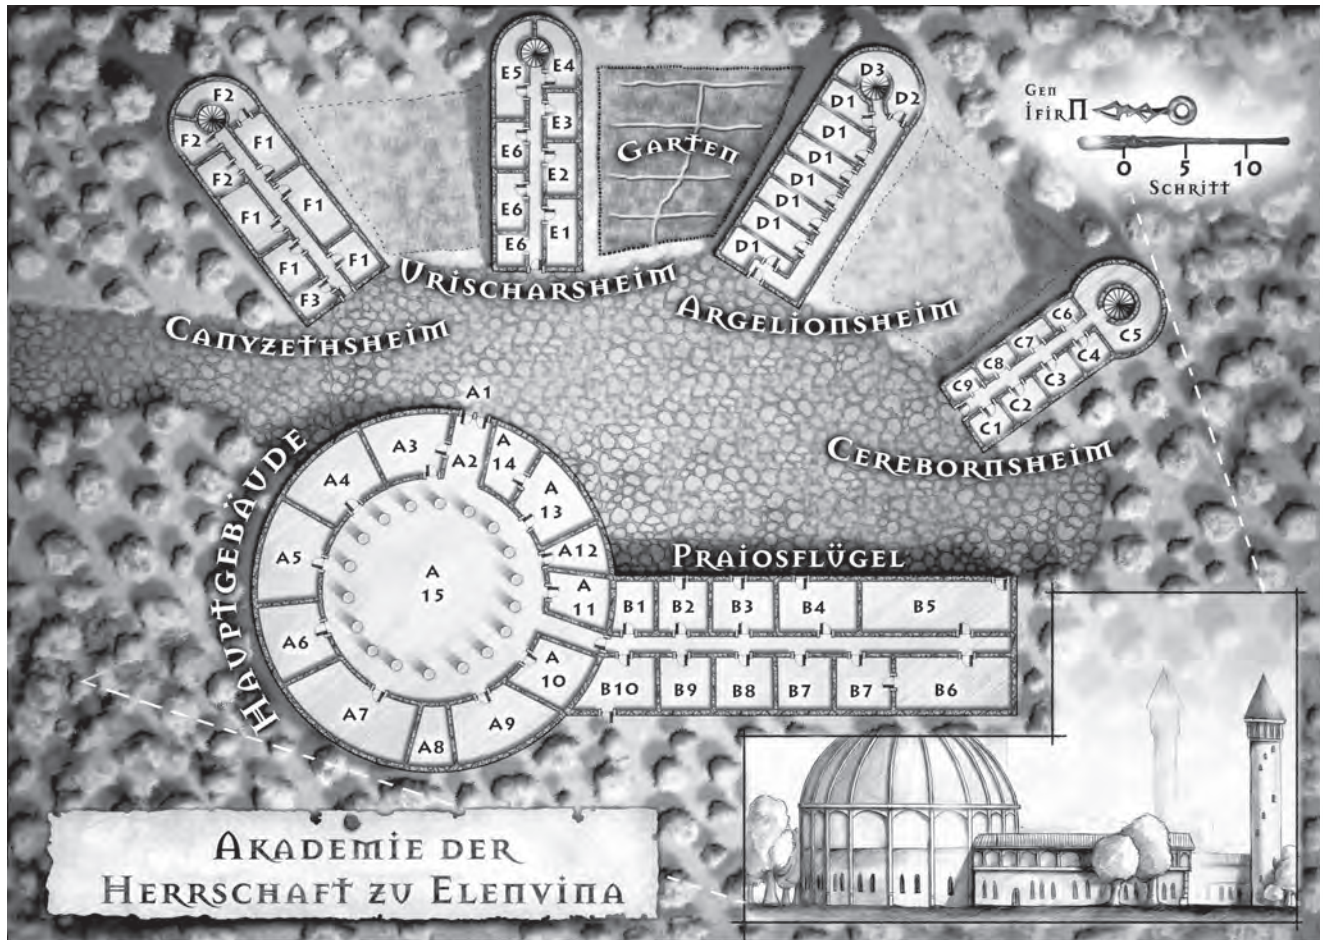 F2
F2
F2
F1
F1
F1
F1
F1
F1
F3
Canyzethsheim
E5
E4
E3
E6
E2
E6
E1
E6
Vrischarsheim
Garten
D3
D2
D1
D1
D1
D1
D1
D1
Argelionsheim
Gen
Ifirn
0 5 10
Schritt
C6
C7
C8
C9
C5
C4
C3
C2
C1
Cerebornsheim
Hauptgebäude
A1
A2
A3
A4
A5
A6
A7
A8
A9
A
10
A
11
A12
A
13
A
14
A
15
Praiosflügel
B1 B2 B3 B4 B5
B10 B9 B8 B7 B7 B6
Akademie der
Herrschaft zu Elenvina